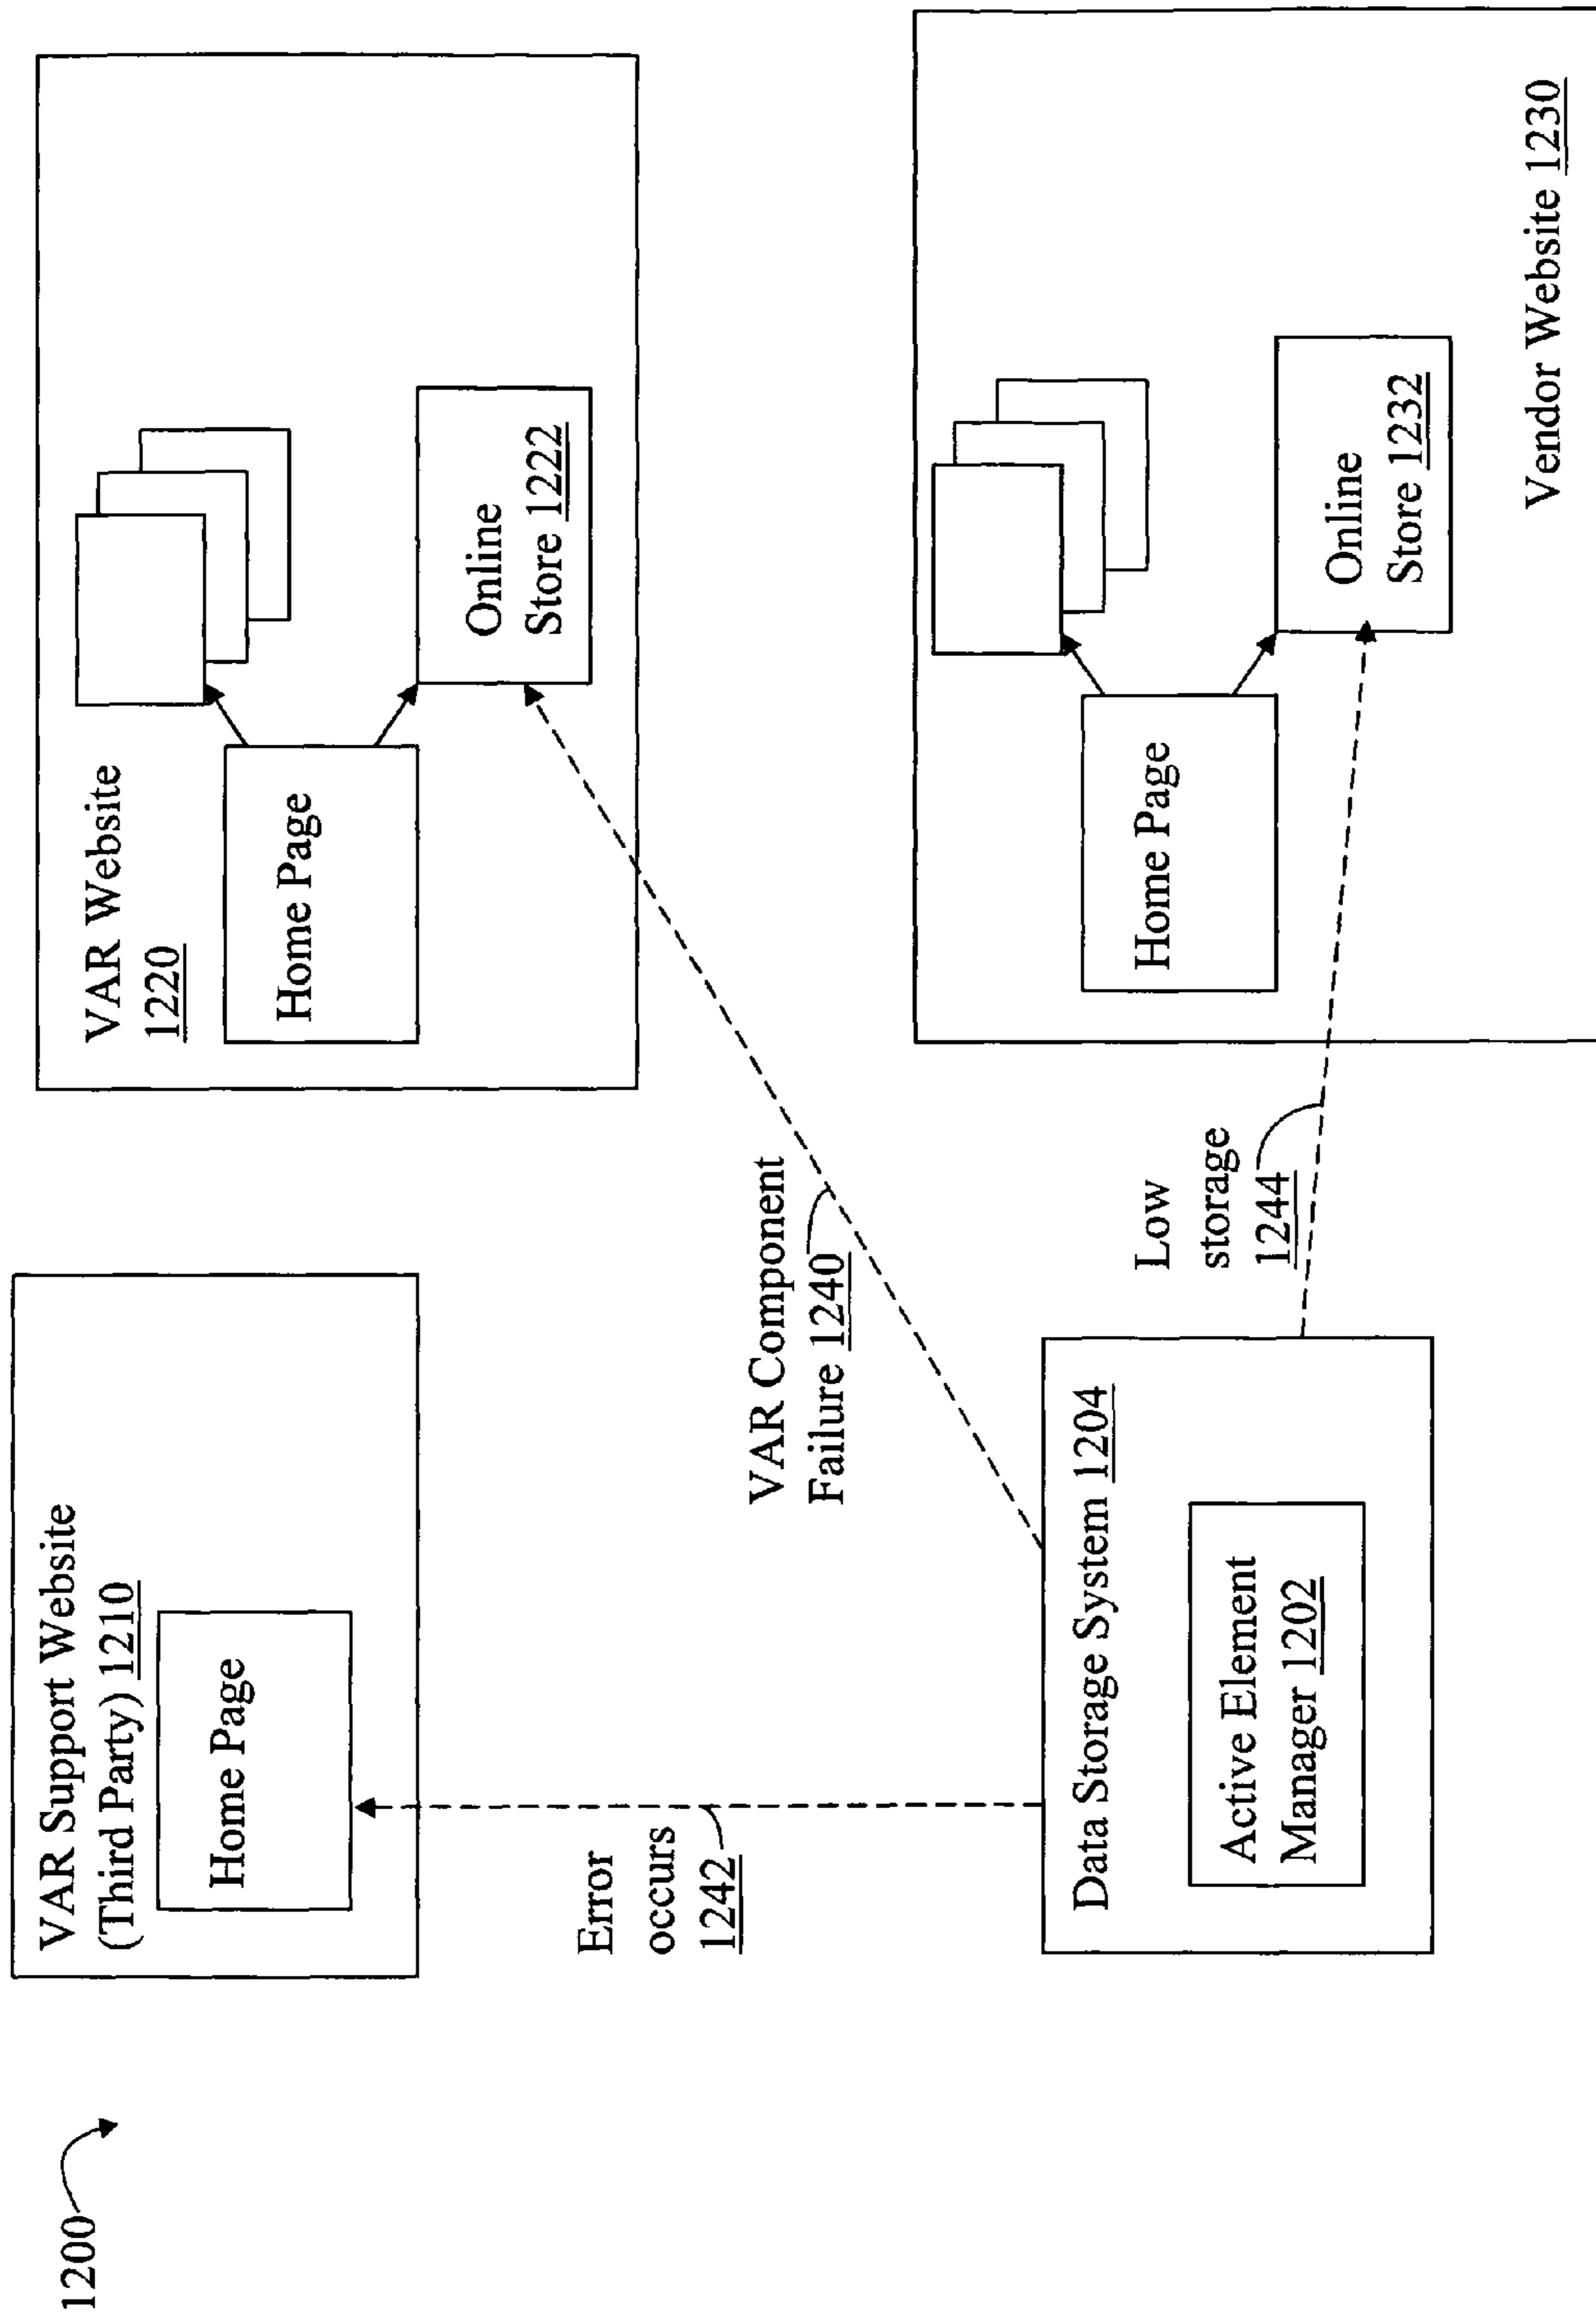 1200
VAR Support Website
(Third Party) 1210
Home Page
VAR Website
1220
Home Page
Online
Store 1222
Error
occurs
1242
VAR Component
Failure 1240
Low
storage
1244
Data Storage System 1204
Active Element
Manager 1202
Home Page
Online
Store 1232
Vendor Website 1230